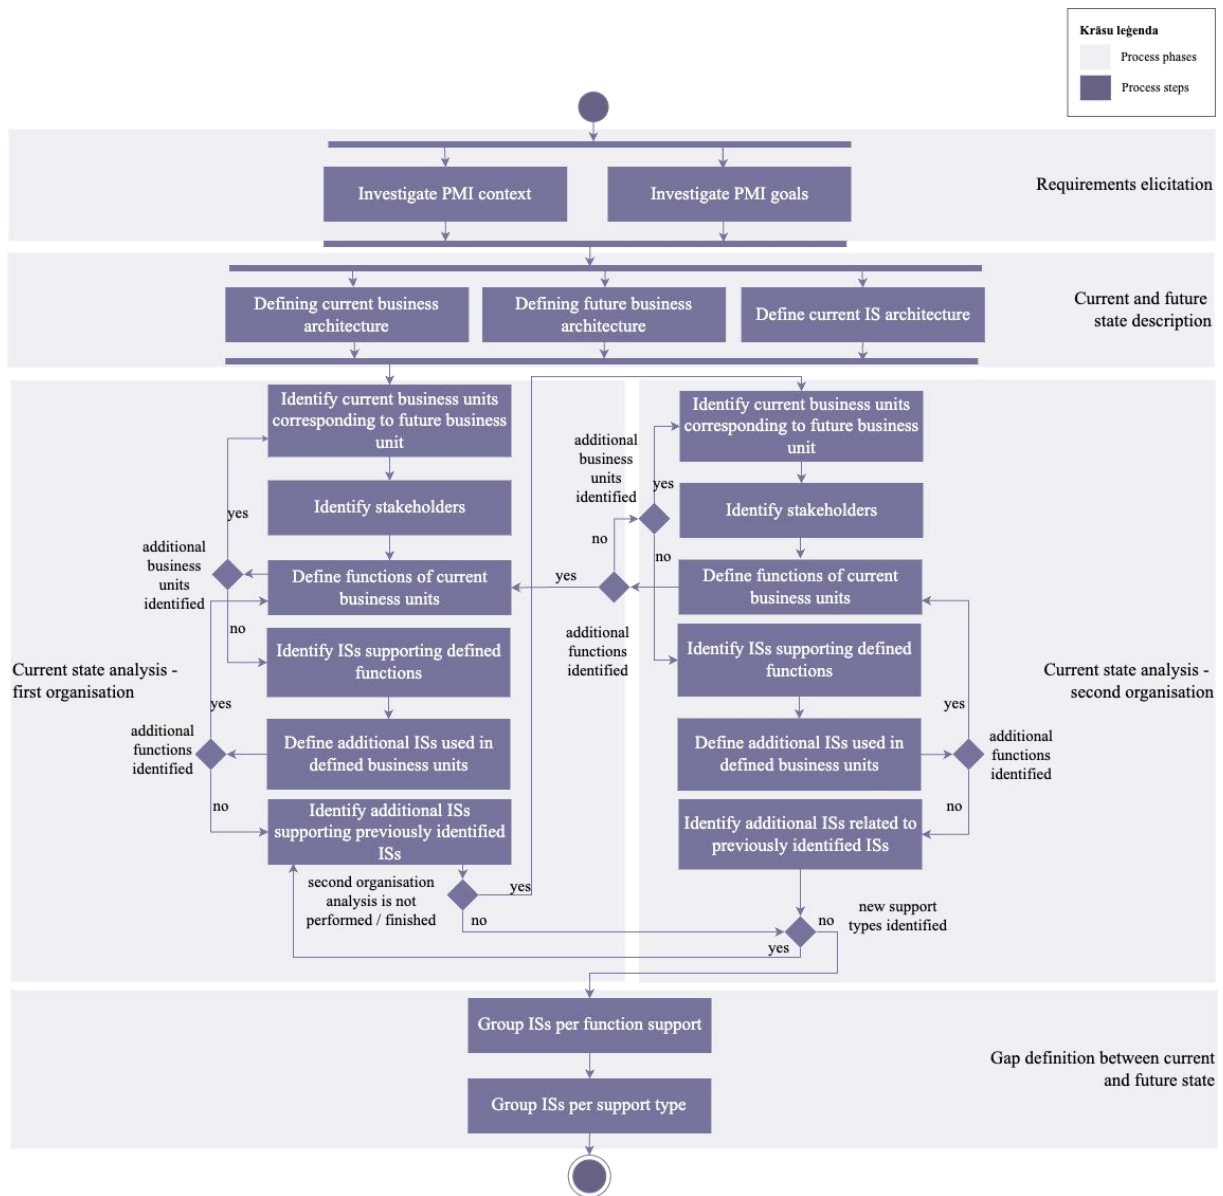 Krāsu leģenda
Process phases
Process steps
Investigate PMI context
Investigate PMI goals
Requirements elicitation
Defining current business
architecture
Defining future business
architecture
Define current IS architecture
Current and future
state description
Identify current business units
corresponding to future business
unit
Identify stakeholders
yes
additional
business
units
identified
Define functions of current
business units
no
Identify ISs supporting defined
functions
Current state analysis -
first organisation
yes
additional
functions
identified
Define additional ISs used in
defined business units
no
Identify additional ISs
supporting previously identified
ISs
second organisation
analysis is not
performed / finished
yes
no
additional
business
units
identified
yes
no
no
yes
additional
functions
identified
Identify current business units
corresponding to future business
unit
Identify stakeholders
Define functions of current
business units
Identify ISs supporting defined
functions
Current state analysis -
second organisation
yes
Define additional ISs used in
defined business units
additional
functions
identified
no
Identify additional ISs related to
previously identified ISs
no
new support
types identified
yes
Group ISs per function support
Group ISs per support type
Gap definition between current
and future state